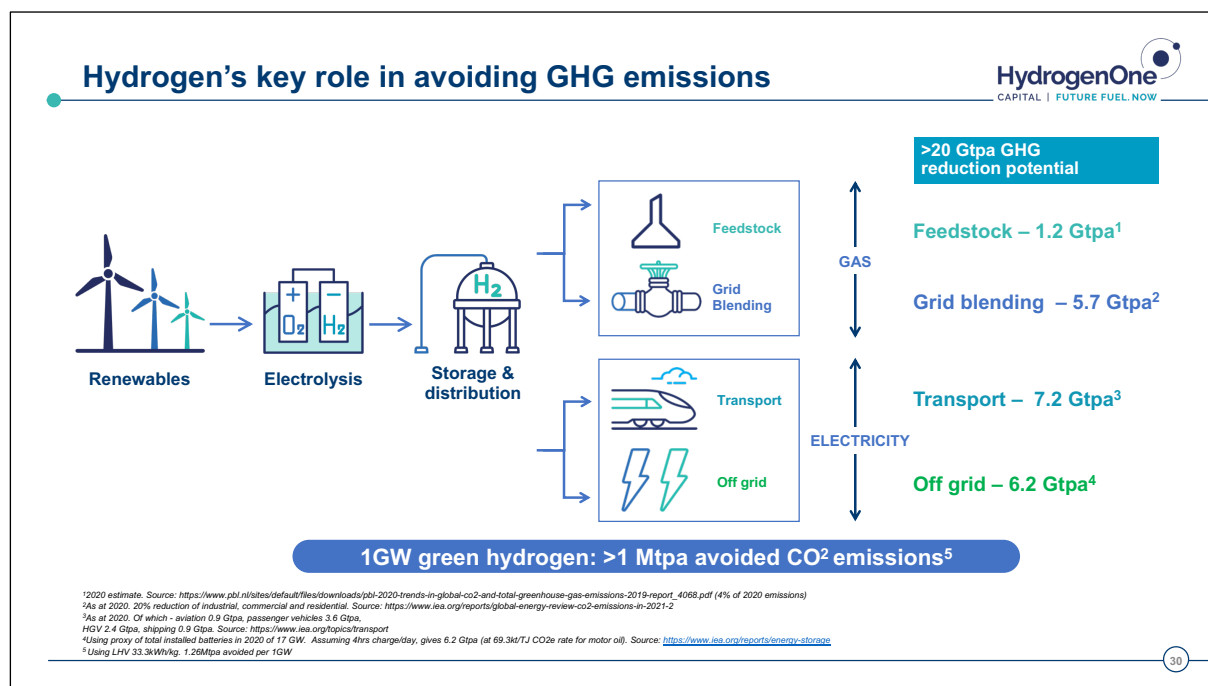 Hydrogen's key role in avoiding GHG emissions
HydrogenOne
CAPITAL | FUTURE FUEL. NOW
>20 Gtpa GHG
reduction potential
Renewables
+
O2
−
H2
Electrolysis
H2
Storage &
distribution
Feedstock
Grid
Blending
GAS
Transport
Off grid
ELECTRICITY
Feedstock – 1.2 Gtpa¹
Grid blending – 5.7 Gtpa²
Transport – 7.2 Gtpa³
Off grid – 6.2 Gtpa⁴
1GW green hydrogen: >1 Mtpa avoided CO² emissions⁵
¹2020 estimate. Source: https://www.pbl.nl/sites/default/files/downloads/pbl-2020-trends-in-global-co2-and-total-greenhouse-gas-emissions-2019-report_4068.pdf (4% of 2020 emissions)
²As at 2020. 20% reduction of industrial, commercial and residential. Source: https://www.iea.org/reports/global-energy-review-co2-emissions-in-2021-2
³As at 2020. Of which - aviation 0.9 Gtpa, passenger vehicles 3.6 Gtpa,
HGV 2.4 Gtpa, shipping 0.9 Gtpa. Source: https://www.iea.org/topics/transport
⁴Using proxy of total installed batteries in 2020 of 17 GW. Assuming 4hrs charge/day, gives 6.2 Gtpa (at 69.3kt/TJ CO2e rate for motor oil). Source: https://www.iea.org/reports/energy-storage
⁵ Using LHV 33.3kWh/kg. 1.26Mtpa avoided per 1GW
30